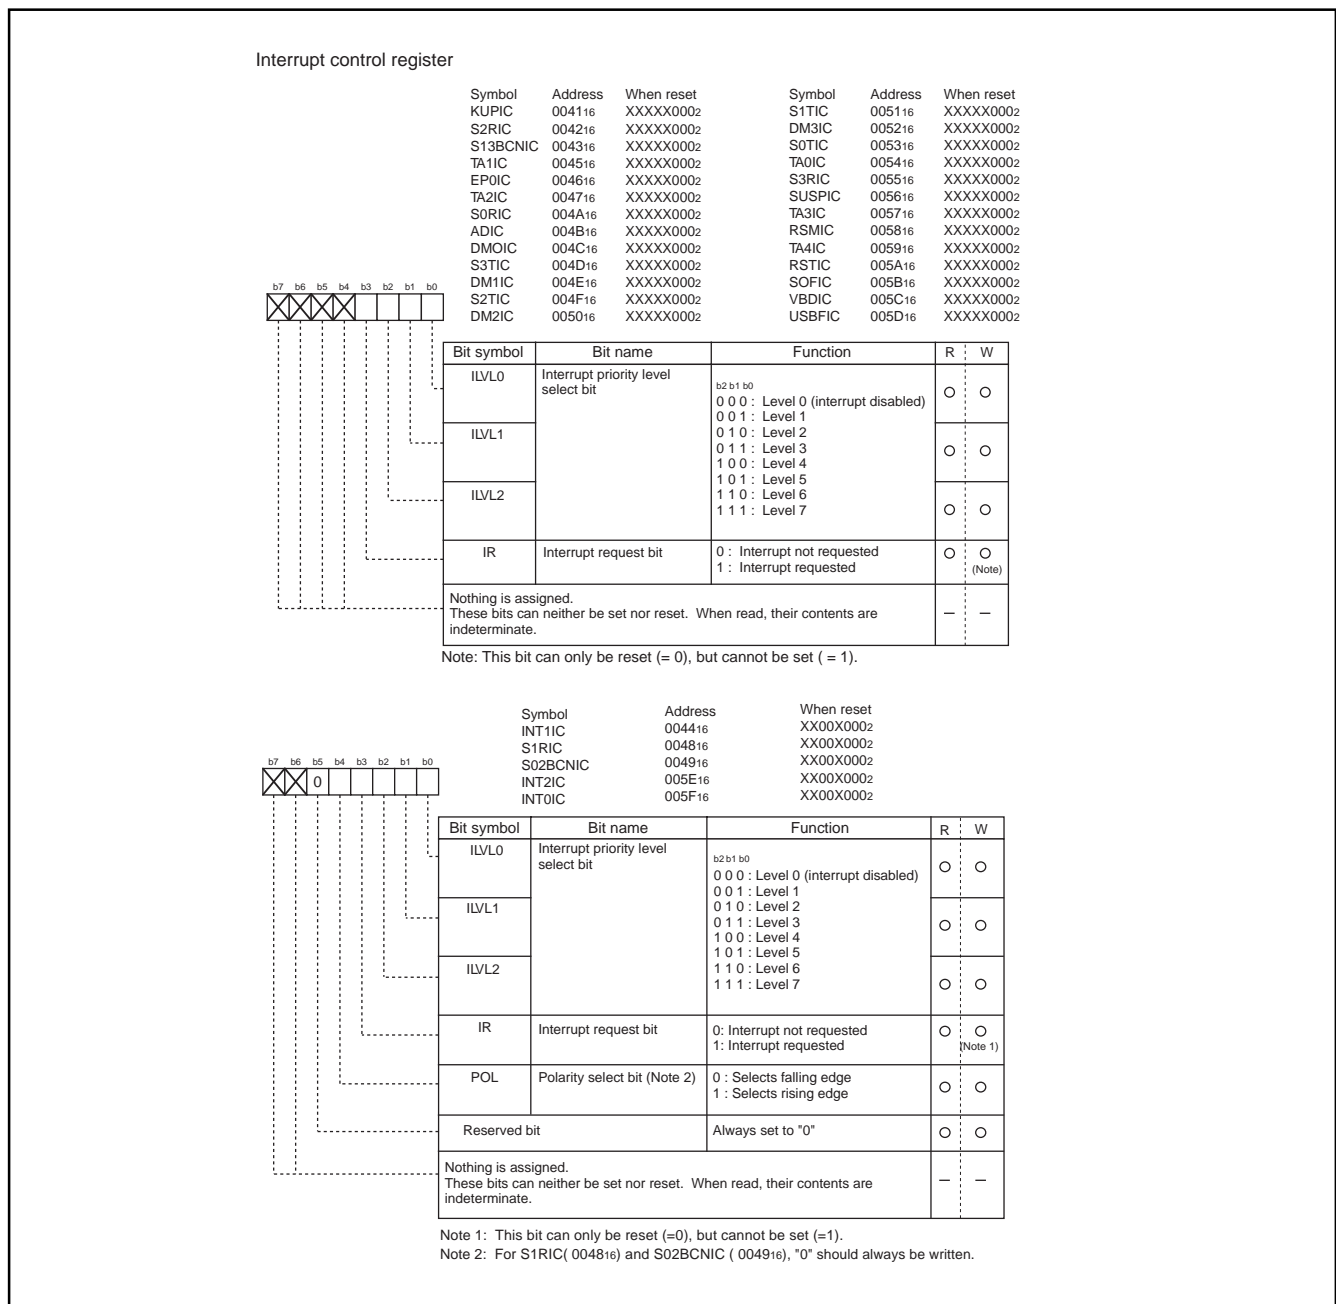 Interrupt control register
Symbol Address When reset Symbol Address When reset
KUPIC 004116 XXXXX0002 S1TIC 005116 XXXXX0002
S2RIC 004216 XXXXX0002 DM3IC 005216 XXXXX0002
S13BCNIC 004316 XXXXX0002 S0TIC 005316 XXXXX0002
TA1IC 004516 XXXXX0002 TA0IC 005416 XXXXX0002
EP0IC 004616 XXXXX0002 S3RIC 005516 XXXXX0002
TA2IC 004716 XXXXX0002 SUSPIC 005616 XXXXX0002
S0RIC 004A16 XXXXX0002 TA3IC 005716 XXXXX0002
ADIC 004B16 XXXXX0002 RSMIC 005816 XXXXX0002
DMOIC 004C16 XXXXX0002 TA4IC 005916 XXXXX0002
S3TIC 004D16 XXXXX0002 RSTIC 005A16 XXXXX0002
DM1IC 004E16 XXXXX0002 SOFIC 005B16 XXXXX0002
S2TIC 004F16 XXXXX0002 VBDIC 005C16 XXXXX0002
DM2IC 005016 XXXXX0002 USBFIC 005D16 XXXXX0002
b7 b6 b5 b4 b3 b2 b1 b0
Bit symbol Bit name Function R W
ILVL0 Interrupt priority level
select bit
b2 b1 b0
0 0 0 : Level 0 (interrupt disabled)
0 0 1 : Level 1
ILVL1 0 1 0 : Level 2
0 1 1 : Level 3
1 0 0 : Level 4
1 0 1 : Level 5
ILVL2 1 1 0 : Level 6
1 1 1 : Level 7
IR Interrupt request bit 0 : Interrupt not requested
1 : Interrupt requested (Note)
Nothing is assigned.
These bits can neither be set nor reset. When read, their contents are
indeterminate.
– –
Note: This bit can only be reset (= 0), but cannot be set ( = 1).
Symbol Address When reset
INT1IC 004416 XX00X0002
S1RIC 004816 XX00X0002
S02BCNIC 004916 XX00X0002
INT2IC 005E16 XX00X0002
INT0IC 005F16 XX00X0002
b7 b6 b5 b4 b3 b2 b1 b0
0
Bit symbol Bit name Function R W
ILVL0 Interrupt priority level
select bit
b2 b1 b0
0 0 0 : Level 0 (interrupt disabled)
0 0 1 : Level 1
ILVL1 0 1 0 : Level 2
0 1 1 : Level 3
1 0 0 : Level 4
1 0 1 : Level 5
ILVL2 1 1 0 : Level 6
1 1 1 : Level 7
IR Interrupt request bit 0: Interrupt not requested
1: Interrupt requested (Note 1)
POL Polarity select bit (Note 2) 0 : Selects falling edge
1 : Selects rising edge
Reserved bit Always set to "0"
Nothing is assigned.
These bits can neither be set nor reset. When read, their contents are
indeterminate.
– –
Note 1: This bit can only be reset (=0), but cannot be set (=1).
Note 2: For S1RIC( 004816) and S02BCNIC ( 004916), "0" should always be written.